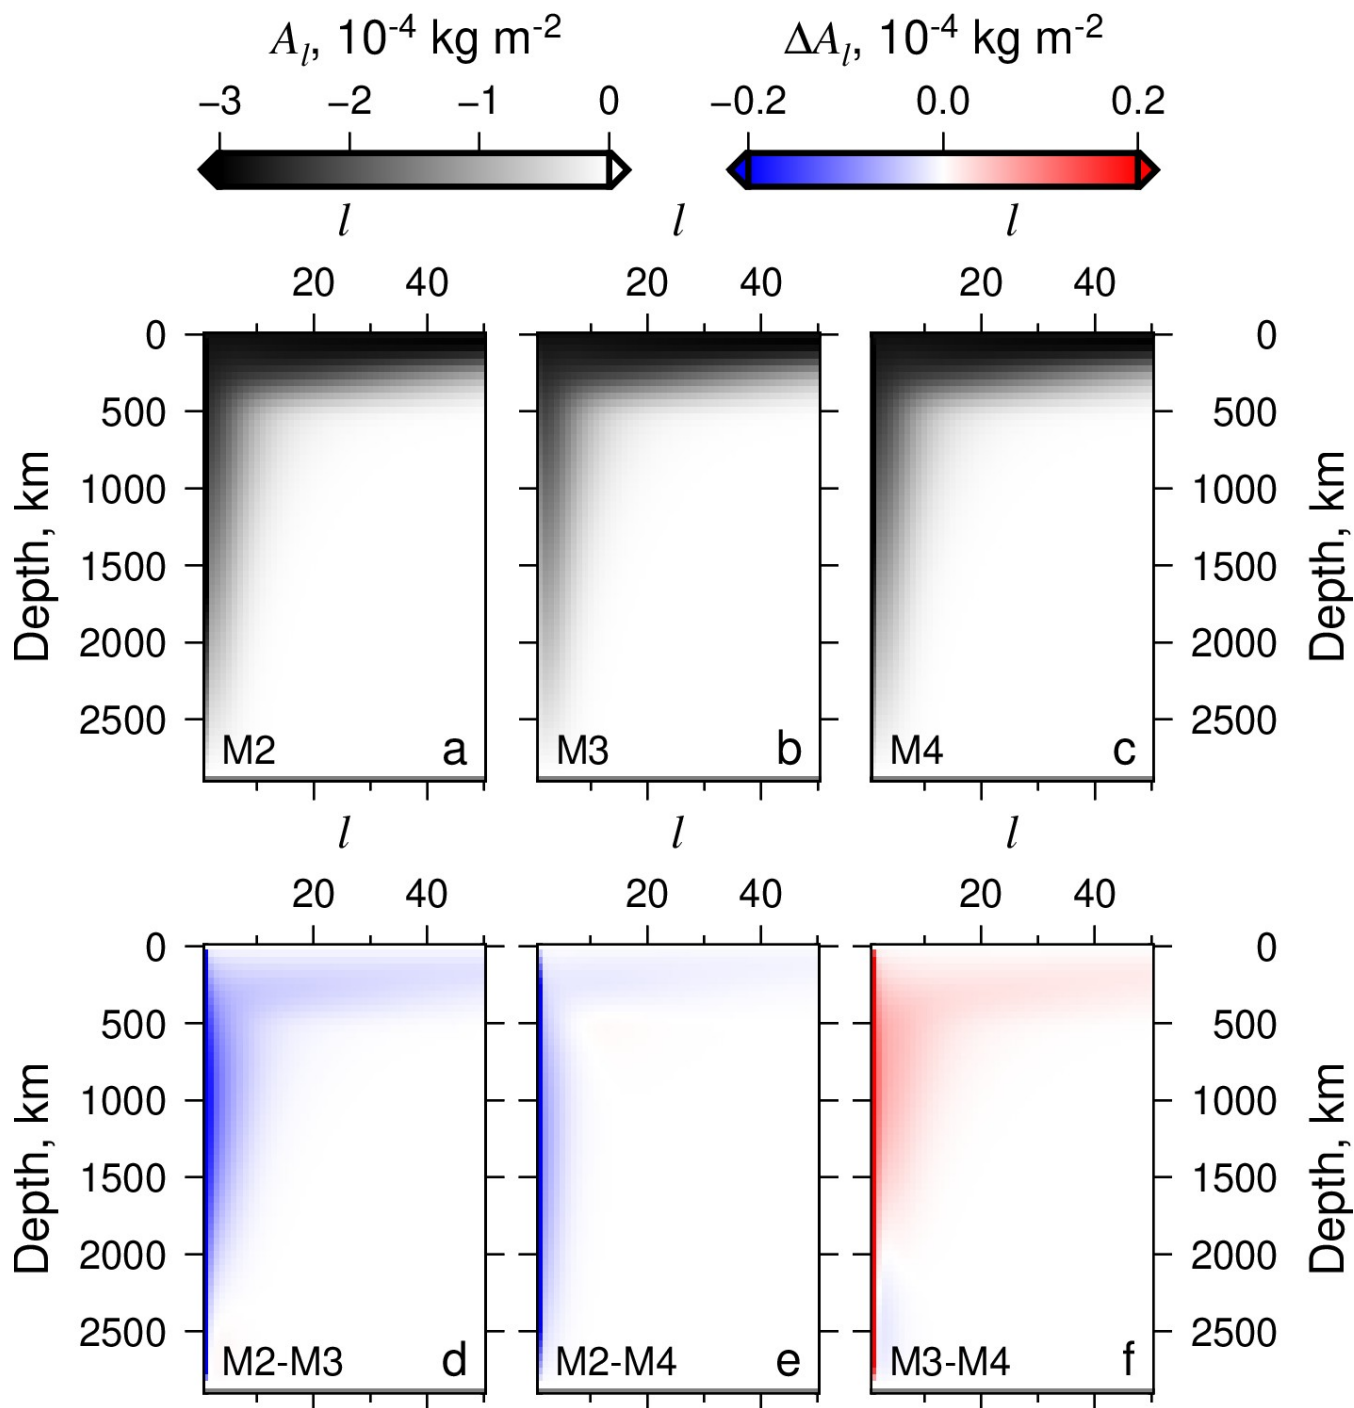 A_l, 10^-4 kg m^-2 ΔA_l, 10^-4 kg m^-2
−3 −2 −1 0 −0.2 0.0 0.2
l l l
20 40 20 40 20 40
0 0
500 500
1000 1000
Depth, km Depth, km
1500 1500
2000 2000
2500 2500
M2 a M3 b M4 c
l l l
20 40 20 40 20 40
0 0
500 500
1000 1000
Depth, km Depth, km
1500 1500
2000 2000
2500 2500
M2-M3 d M2-M4 e M3-M4 f